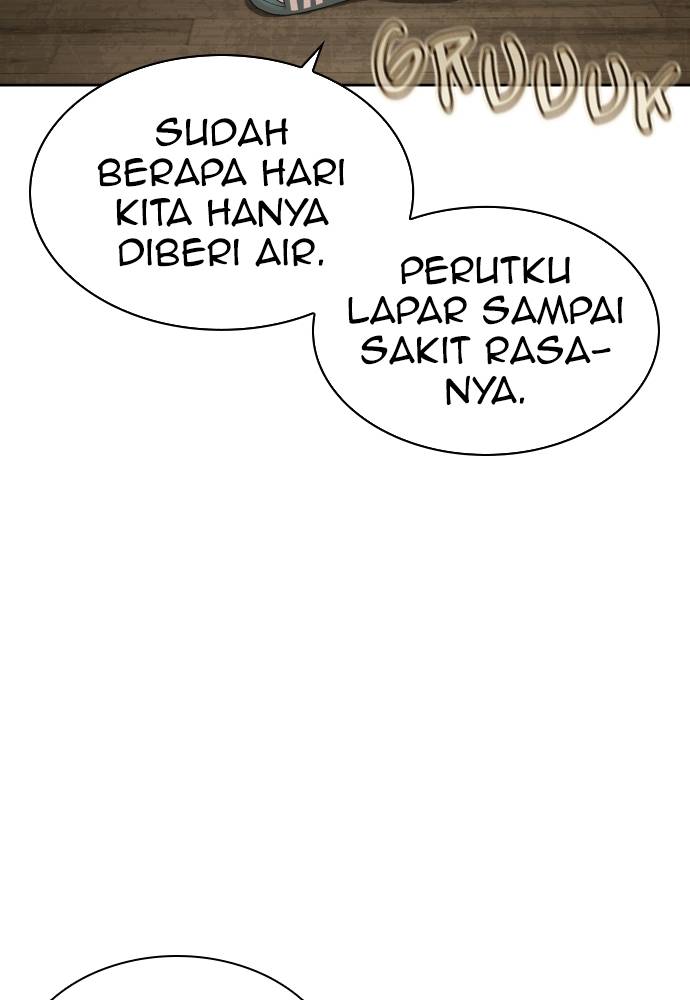 GRUUUK
SUDAH
BERAPA HARI
KITA HANYA
DIBERI AIR.
PERUTKU
LAPAR SAMPAI
SAKIT RASA-
NYA.